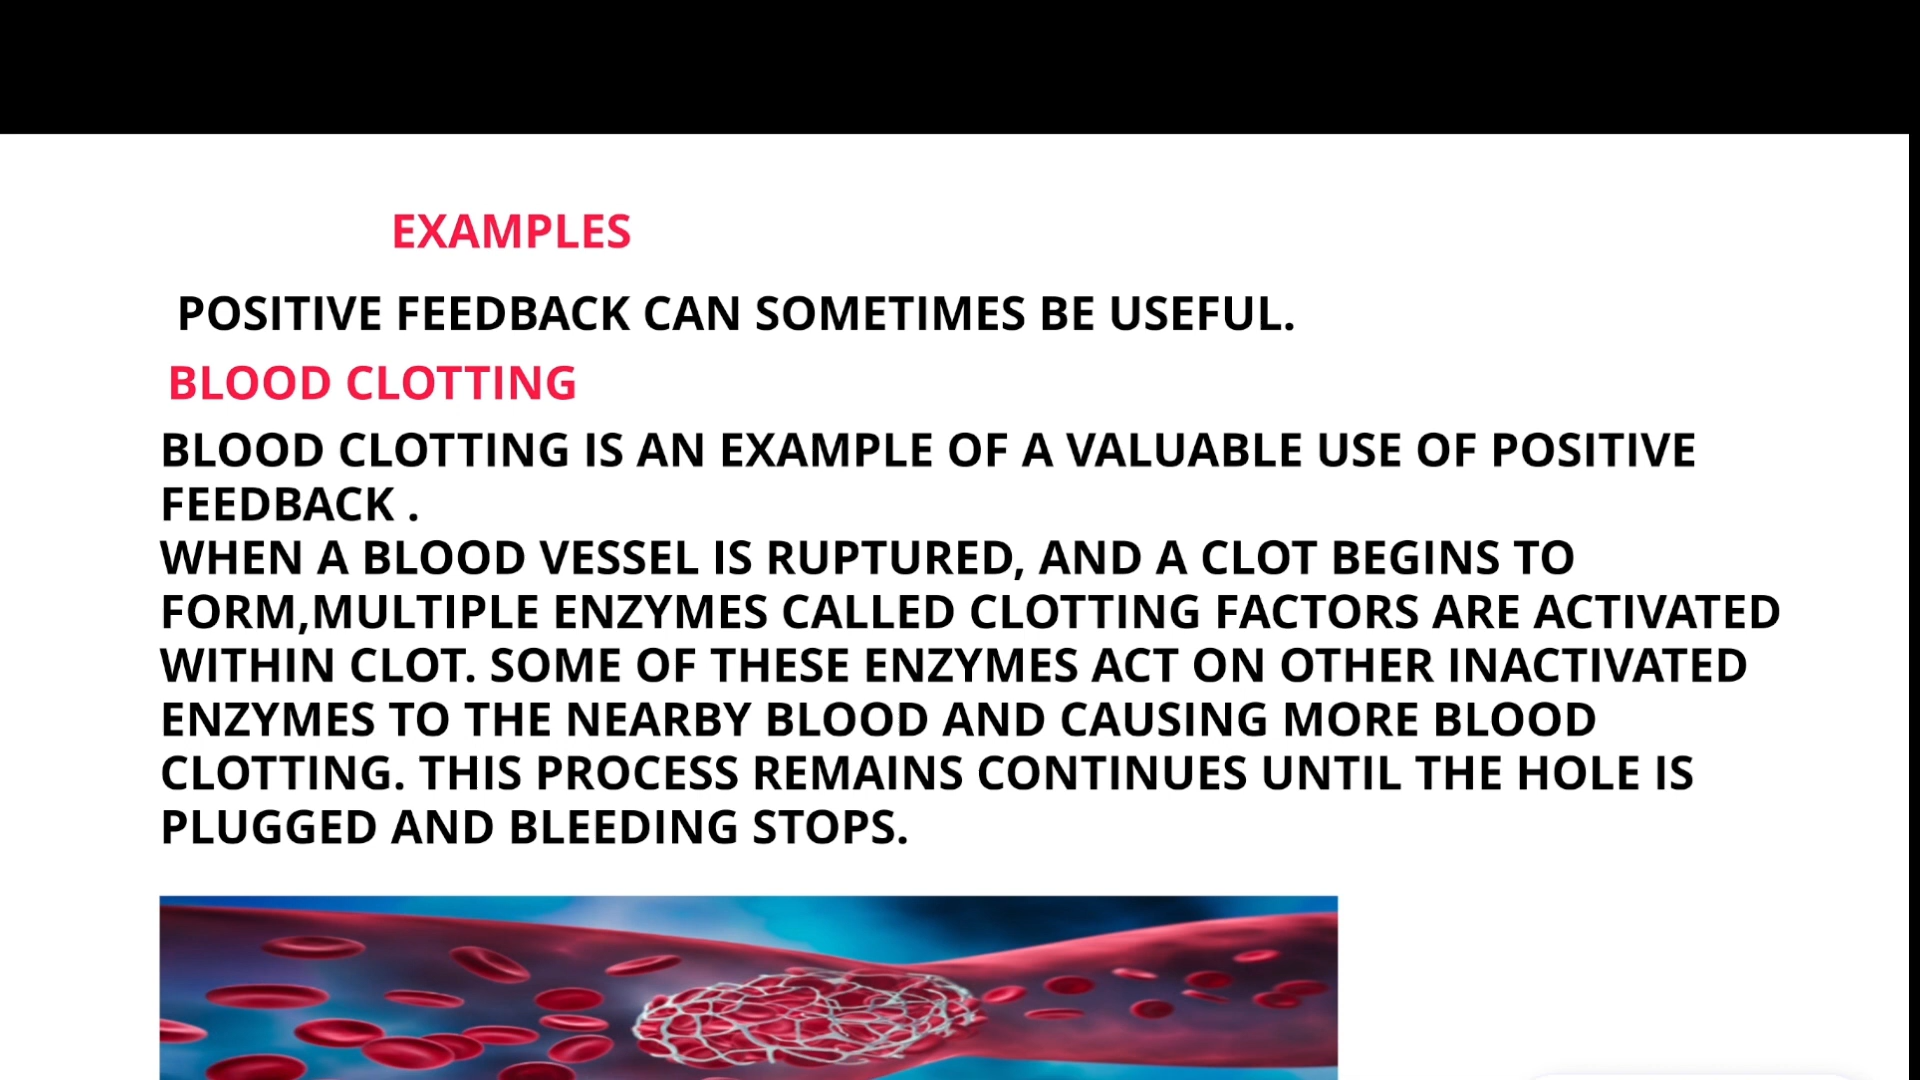 EXAMPLES
POSITIVE FEEDBACK CAN SOMETIMES BE USEFUL.
BLOOD CLOTTING
BLOOD CLOTTING IS AN EXAMPLE OF A VALUABLE USE OF POSITIVE
FEEDBACK .
WHEN A BLOOD VESSEL IS RUPTURED, AND A CLOT BEGINS TO
FORM,MULTIPLE ENZYMES CALLED CLOTTING FACTORS ARE ACTIVATED
WITHIN CLOT. SOME OF THESE ENZYMES ACT ON OTHER INACTIVATED
ENZYMES TO THE NEARBY BLOOD AND CAUSING MORE BLOOD
CLOTTING. THIS PROCESS REMAINS CONTINUES UNTIL THE HOLE IS
PLUGGED AND BLEEDING STOPS.